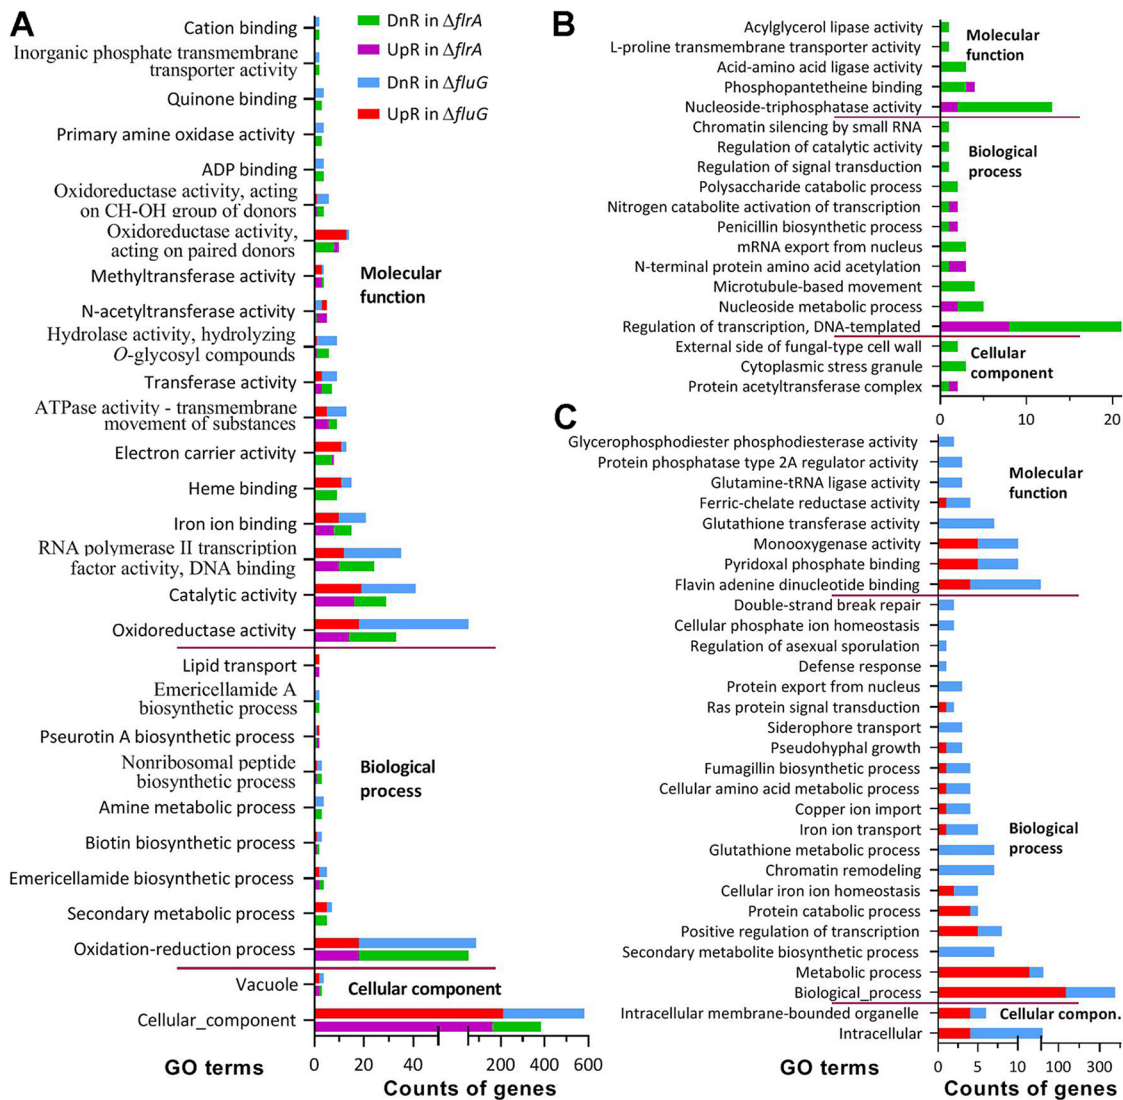 A
DnR in ΔflrA
UpR in ΔflrA
DnR in ΔfluG
UpR in ΔfluG
Cation binding
Inorganic phosphate transmembrane
transporter activity
Quinone binding
Primary amine oxidase activity
ADP binding
Oxidoreductase activity, acting
on CH-OH group of donors
Oxidoreductase activity,
acting on paired donors
Methyltransferase activity
N-acetyltransferase activity
Hydrolase activity, hydrolyzing
O-glycosyl compounds
Transferase activity
ATPase activity - transmembrane
movement of substances
Electron carrier activity
Heme binding
Iron ion binding
RNA polymerase II transcription
factor activity, DNA binding
Catalytic activity
Oxidoreductase activity
Molecular
function
Lipid transport
Emericellamide A
biosynthetic process
Pseurotin A biosynthetic process
Nonribosomal peptide
biosynthetic process
Amine metabolic process
Biotin biosynthetic process
Emericellamide biosynthetic process
Secondary metabolic process
Oxidation-reduction process
Biological
process
Vacuole
Cellular_component
Cellular component
0 20 40 200 400 600
GO terms
Counts of genes
B
Acylglycerol lipase activity
L-proline transmembrane transporter activity
Acid-amino acid ligase activity
Phosphopantetheine binding
Nucleoside-triphosphatase activity
Molecular
function
Chromatin silencing by small RNA
Regulation of catalytic activity
Regulation of signal transduction
Polysaccharide catabolic process
Nitrogen catabolite activation of transcription
Penicillin biosynthetic process
mRNA export from nucleus
N-terminal protein amino acid acetylation
Microtubule-based movement
Nucleoside metabolic process
Regulation of transcription, DNA-templated
Biological
process
External side of fungal-type cell wall
Cytoplasmic stress granule
Protein acetyltransferase complex
Cellular
component
0 10 20
C
Glycerophosphodiester phosphodiesterase activity
Protein phosphatase type 2A regulator activity
Glutamine-tRNA ligase activity
Ferric-chelate reductase activity
Glutathione transferase activity
Monooxygenase activity
Pyridoxal phosphate binding
Flavin adenine dinucleotide binding
Molecular
function
Double-strand break repair
Cellular phosphate ion homeostasis
Regulation of asexual sporulation
Defense response
Protein export from nucleus
Ras protein signal transduction
Siderophore transport
Pseudohyphal growth
Fumagillin biosynthetic process
Cellular amino acid metabolic process
Copper ion import
Iron ion transport
Glutathione metabolic process
Chromatin remodeling
Cellular iron ion homeostasis
Protein catabolic process
Positive regulation of transcription
Secondary metabolite biosynthetic process
Metabolic process
Biological_process
Biological
process
Intracellular membrane-bounded organelle
Intracellular
Cellular compon.
0 5 10 100 300
GO terms
Counts of genes